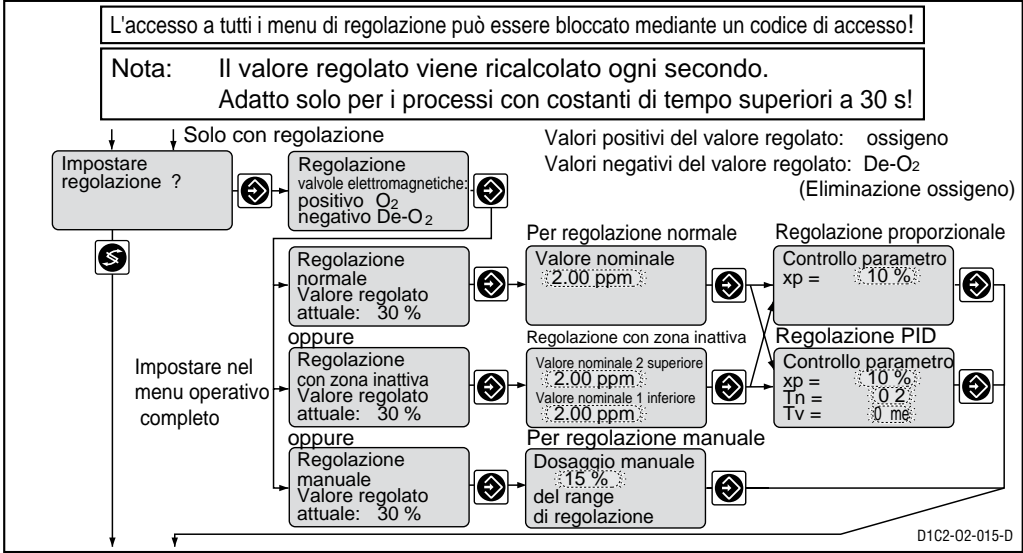 L'accesso a tutti i menu di regolazione può essere bloccato mediante un codice di accesso!
Nota: Il valore regolato viene ricalcolato ogni secondo.
Adatto solo per i processi con costanti di tempo superiori a 30 s!
Solo con regolazione
Valori positivi del valore regolato: ossigeno
Valori negativi del valore regolato: De-O2
(Eliminazione ossigeno)
Impostare
regolazione ?
Regolazione
valvole elettromagnetiche:
positivo O2
negativo De-O2
Per regolazione normale
Regolazione proporzionale
Regolazione
normale
Valore regolato
attuale: 30 %
Valore nominale
2.00 ppm
Controllo parametro
xp = 10 %
oppure
Regolazione con zona inattiva
Regolazione PID
Impostare nel
menu operativo
completo
Regolazione
con zona inattiva
Valore regolato
attuale: 30 %
Valore nominale 2 superiore
2.00 ppm
Valore nominale 1 inferiore
2.00 ppm
Controllo parametro
xp = 10 %
Tn = 0 2
Tv = 0 me
oppure
Per regolazione manuale
Regolazione
manuale
Valore regolato
attuale: 30 %
Dosaggio manuale
15 %
del range
di regolazione
D1C2-O2-015-D